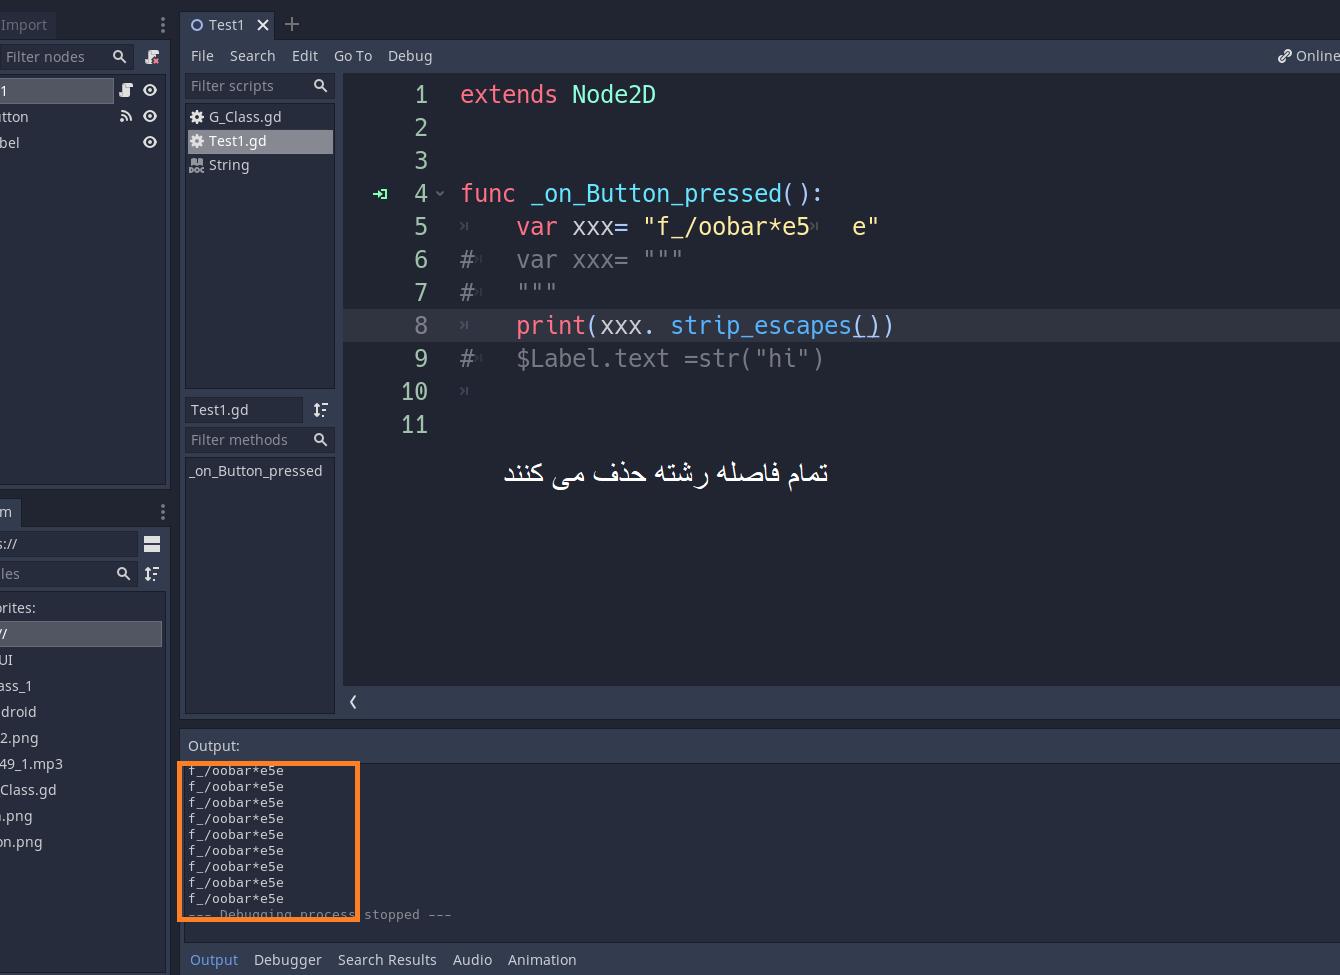 Import
Test1
Filter nodes
File Search Edit Go To Debug
Online
1
utton
bel
Filter scripts
G_Class.gd
Test1.gd
String
1 extends Node2D
2
3
4 func _on_Button_pressed():
5 var xxx= "f_/oobar*e5 e"
6 # var xxx= """
7 # """
8 print(xxx. strip_escapes())
9 # $Label.text =str("hi")
10
11
تمام فاصله رشته حذف می کنند
Test1.gd
Filter methods
_on_Button_pressed
m
s://
les
orites:
//
UI
ass_1
droid
2.png
49_1.mp3
Class.gd
n.png
on.png
Output:
f_/oobar*e5e
f_/oobar*e5e
f_/oobar*e5e
f_/oobar*e5e
f_/oobar*e5e
f_/oobar*e5e
f_/oobar*e5e
f_/oobar*e5e
f_/oobar*e5e
--- Debugging process stopped ---
Output Debugger Search Results Audio Animation